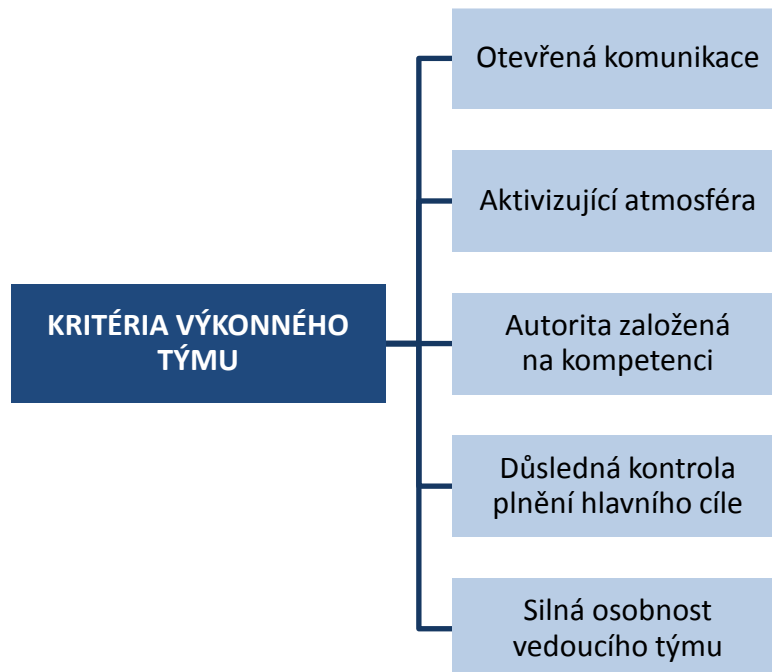 Otevřená komunikace
Aktivizující atmosféra
KRITÉRIA VÝKONNÉHO
TÝMU
Autorita založená
na kompetenci
Důsledná kontrola
plnění hlavního cíle
Silná osobnost
vedoucího týmu